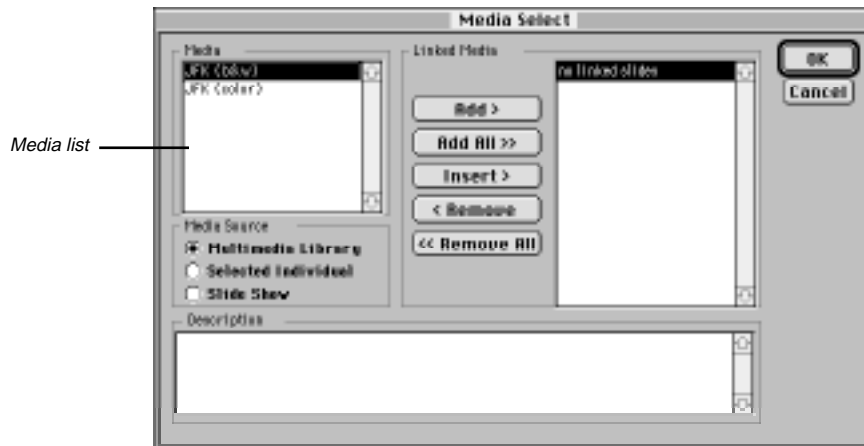 Media Select
Media
JFK (b&w)
JFK (color)
Media list
Media Source
Multimedia Library
Selected Individual
Slide Show
Linked Media
Add >
Add All >>
Insert >
< Remove
<< Remove All
no linked slides
OK
Cancel
Description